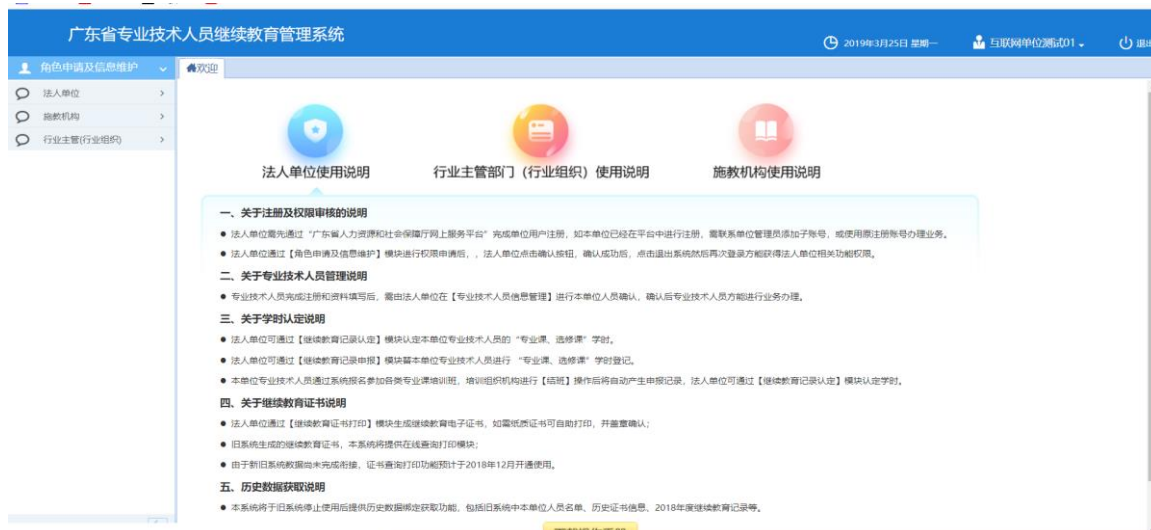 广东省专业技术人员继续教育管理系统
2019年3月25日 星期一
互联网单位测试01
角色申请及信息维护
欢迎
法人单位
施教机构
行业主管(行业组织)
法人单位使用说明
行业主管部门（行业组织）使用说明
施教机构使用说明
一、关于注册及权限审核的说明
● 法人单位需先通过“广东省人力资源和社会保障厅网上服务平台”完成单位用户注册，如本单位已经在平台中进行注册，需联系单位管理员添加子账号，或使用原注册账号办理业务。
● 法人单位通过【角色申请及信息维护】模块进行权限申请后，，法人单位点击确认按钮，确认成功后，点击退出系统然后再次登录方能获得法人单位相关功能权限。
二、关于专业技术人员管理说明
● 专业技术人员完成注册和资料填写后，需由法人单位在【专业技术人员信息管理】进行本单位人员确认，确认后专业技术人员方能进行业务办理。
三、关于学时认定说明
● 法人单位可通过【继续教育记录认定】模块认定本单位专业技术人员的“专业课、选修课”学时。
● 法人单位可通过【继续教育记录申报】模块替本单位专业技术人员进行 “专业课、选修课”学时登记。
● 本单位专业技术人员通过系统报名参加各类专业课培训班，培训组织机构进行【结班】操作后将自动产生申报记录，法人单位可通过【继续教育记录认定】模块认定学时。
四、关于继续教育证书说明
● 法人单位通过【继续教育证书打印】模块生成继续教育电子证书，如需纸质证书可自助打印，并盖章确认；
● 旧系统生成的继续教育证书，本系统将提供在线查询打印模块；
● 由于新旧系统数据尚未完成衔接，证书查询打印功能预计于2018年12月开通使用。
五、历史数据获取说明
● 本系统将于旧系统停止使用后提供历史数据绑定获取功能，包括旧系统中本单位人员名单、历史证书信息、2018年度继续教育记录等。